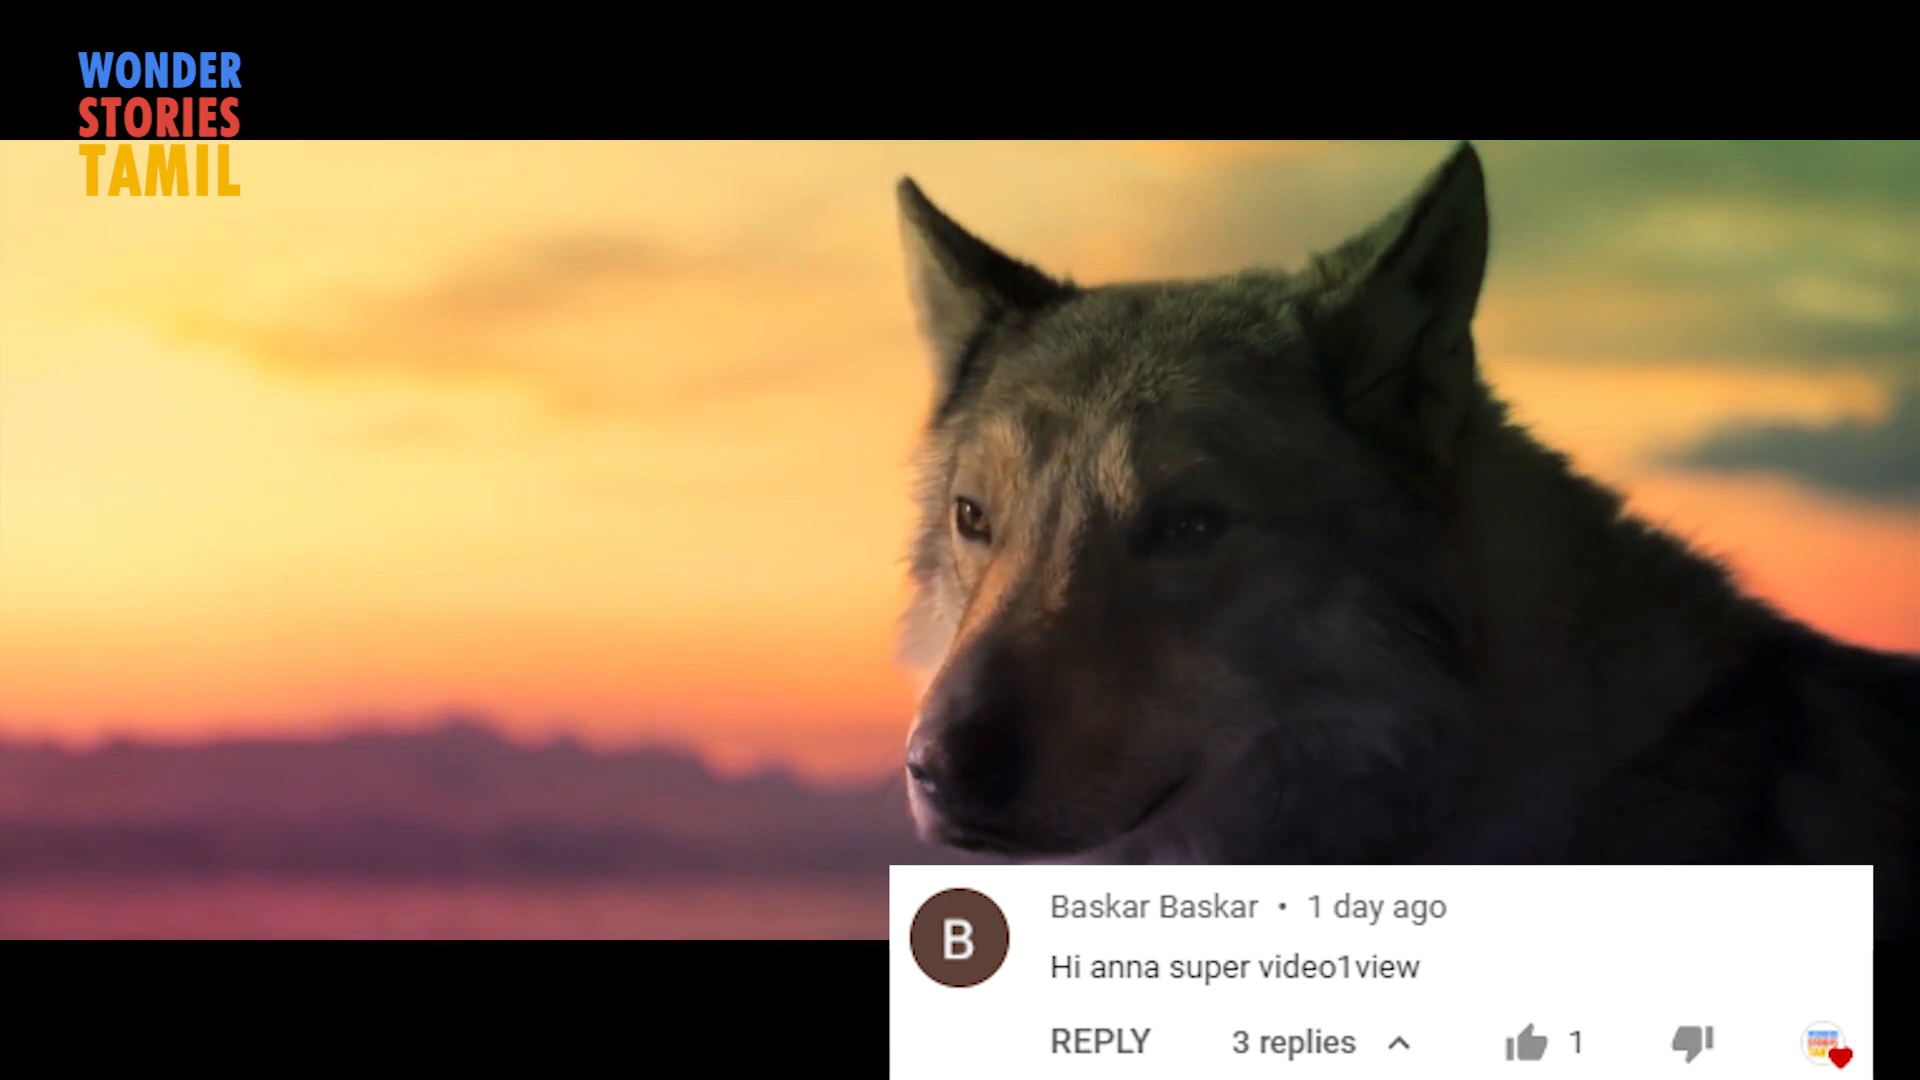 WONDER
STORIES
TAMIL
Baskar Baskar • 1 day ago
B
Hi anna super video1view
REPLY 3 replies 1